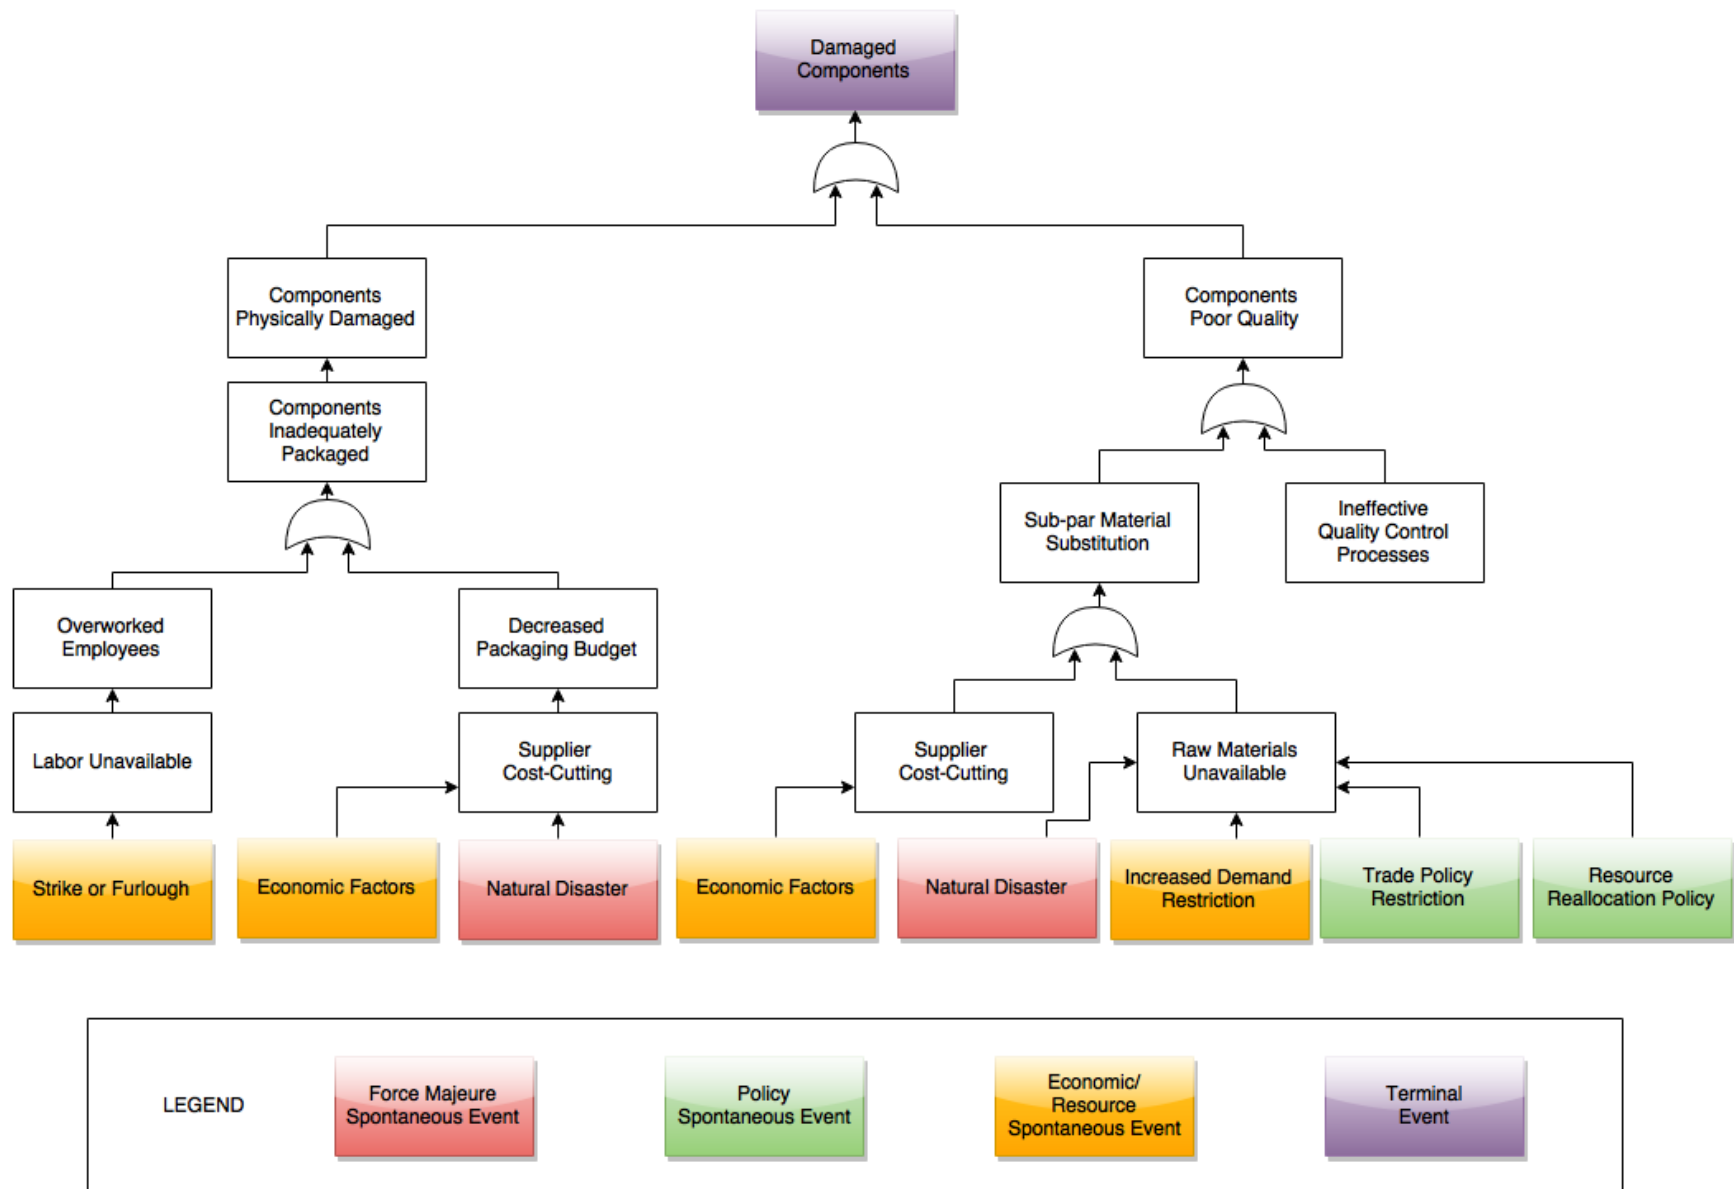 Damaged
Components
Components
Physically Damaged
Components
Poor Quality
Components
Inadequately
Packaged
Sub-par Material
Substitution
Ineffective
Quality Control
Processes
Overworked
Employees
Decreased
Packaging Budget
Labor Unavailable
Supplier
Cost-Cutting
Supplier
Cost-Cutting
Raw Materials
Unavailable
Strike or Furlough
Economic Factors
Natural Disaster
Economic Factors
Natural Disaster
Increased Demand
Restriction
Trade Policy
Restriction
Resource
Reallocation Policy
LEGEND
Force Majeure
Spontaneous Event
Policy
Spontaneous Event
Economic/
Resource
Spontaneous Event
Terminal
Event